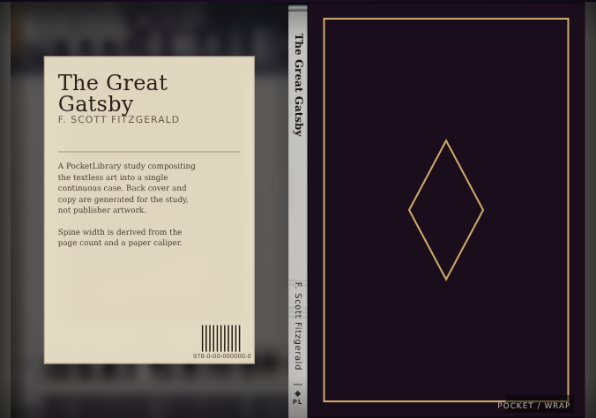 The Great
Gatsby
F. SCOTT FITZGERALD
A PocketLibrary study compositing
the textless art into a single
continuous case. Back cover and
copy are generated for the study,
not publisher artwork.
Spine width is derived from the
page count and a paper caliper.
978-0-00-000000-0
The Great Gatsby
F. Scott Fitzgerald
PL
POCKET / WRAP